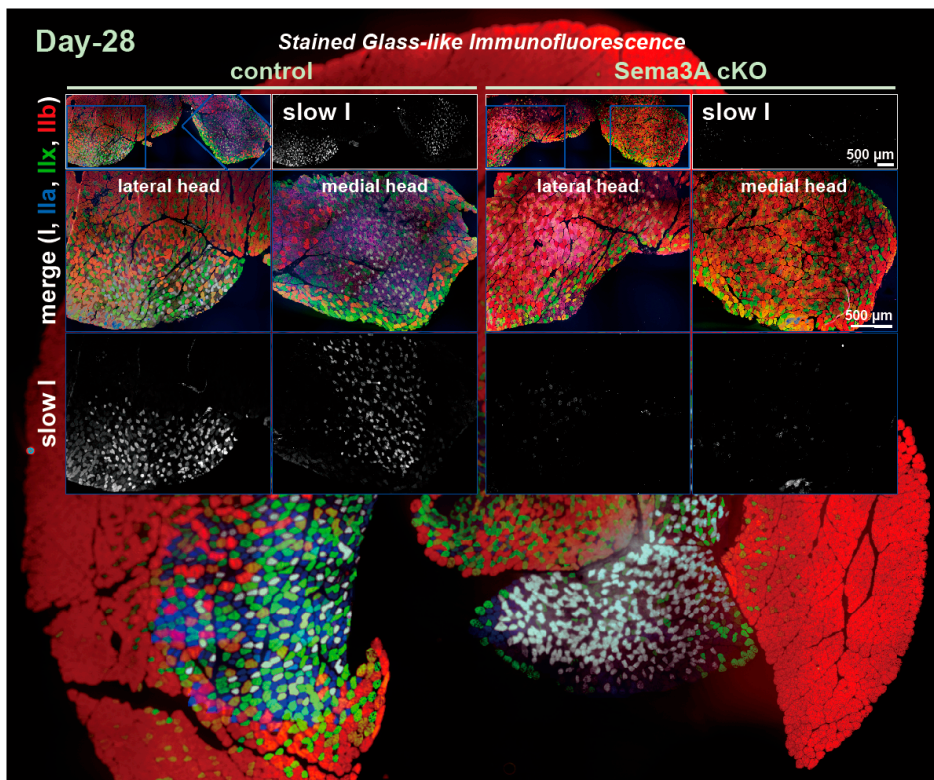 Day-28
Stained Glass-like Immunofluorescence
control
Sema3A cKO
merge (I, IIa, IIx, IIb)
slow I
slow I
500 µm
lateral head
medial head
lateral head
medial head
500 µm
slow I